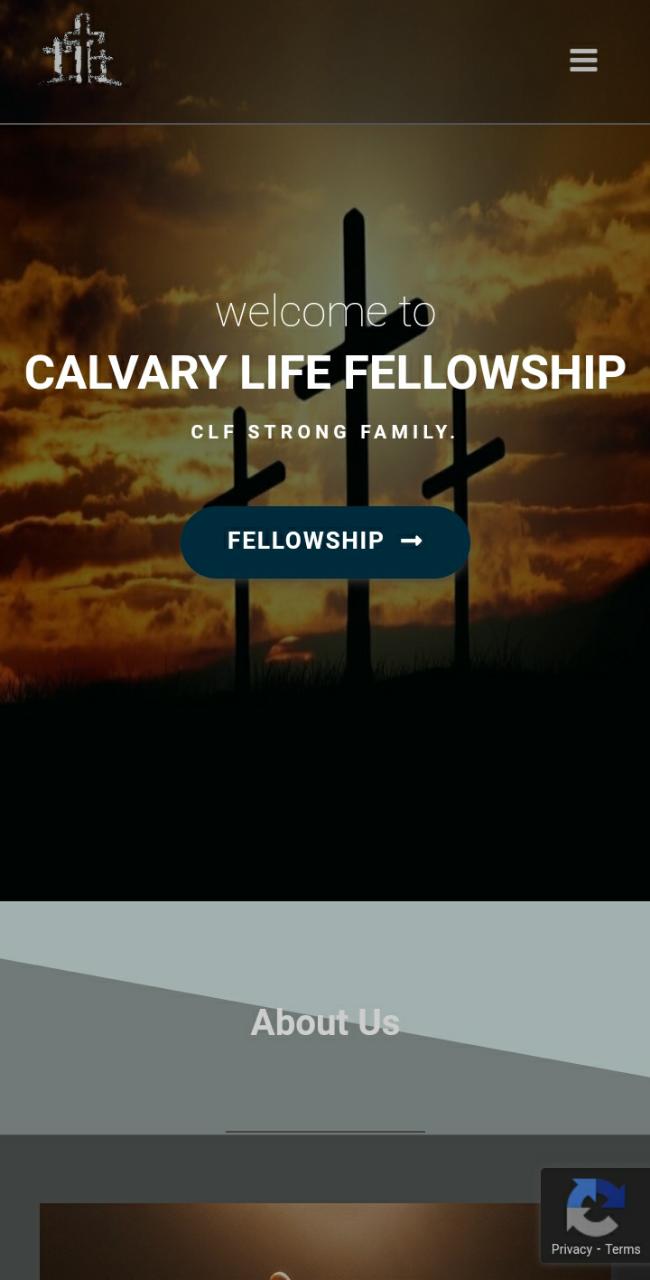 welcome to
CALVARY LIFE FELLOWSHIP
CLF STRONG FAMILY.
FELLOWSHIP
About Us
Privacy - Terms